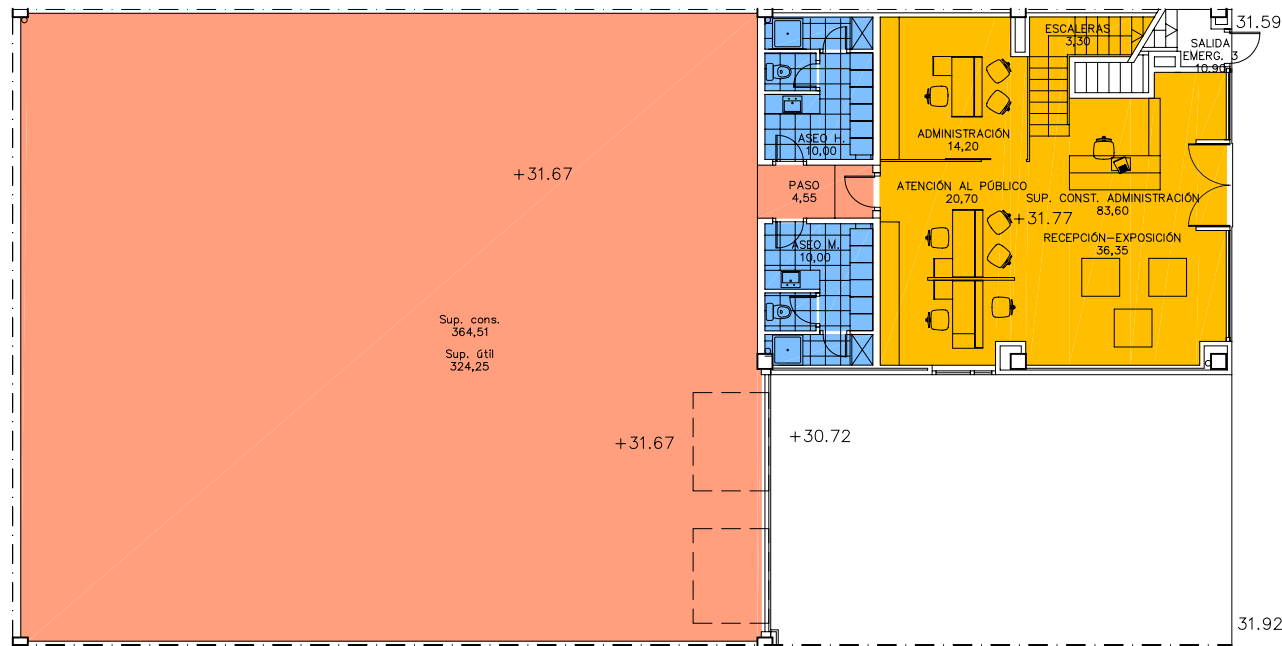 31.59
ESCALERAS
3,30
SALIDA
EMERG. 3
10.90
ADMINISTRACIÓN
14,20
ASEO H.
10,00
+31.67
PASO
4,55
ATENCIÓN AL PÚBLICO
20,70
SUP. CONST. ADMINISTRACIÓN
83,60
+31.77
RECEPCIÓN-EXPOSICIÓN
36,35
ASEO M.
10,00
Sup. cons.
364,51
Sup. útil
324,25
+31.67
+30.72
31.92